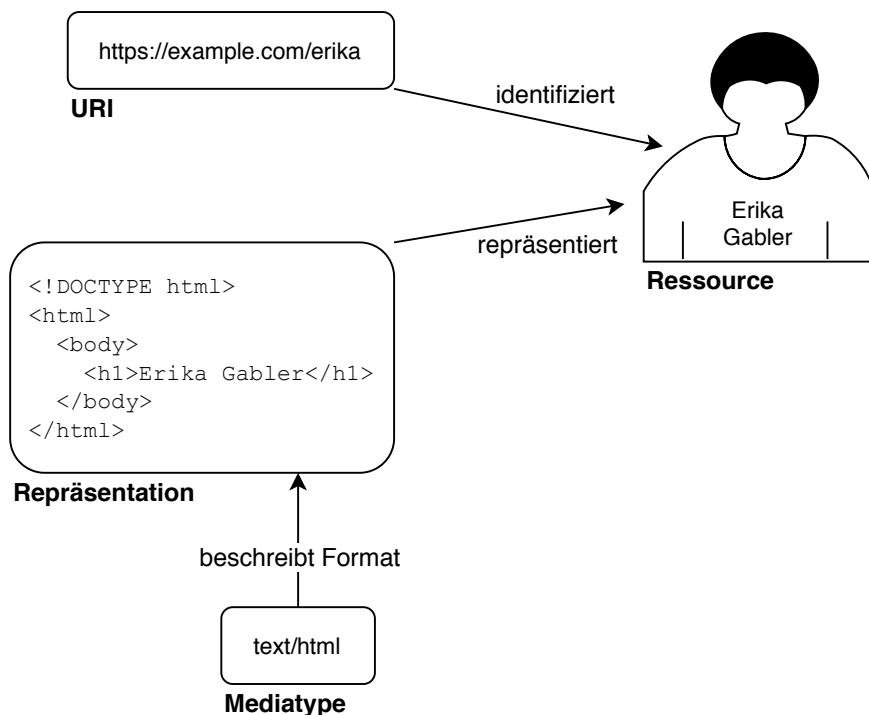 https://example.com/erika
URI
identifiziert
Erika
Gabler
Ressource
repräsentiert
<!DOCTYPE html>
<html>
  <body>
    <h1>Erika Gabler</h1>
  </body>
</html>
Repräsentation
beschreibt Format
text/html
Mediatype